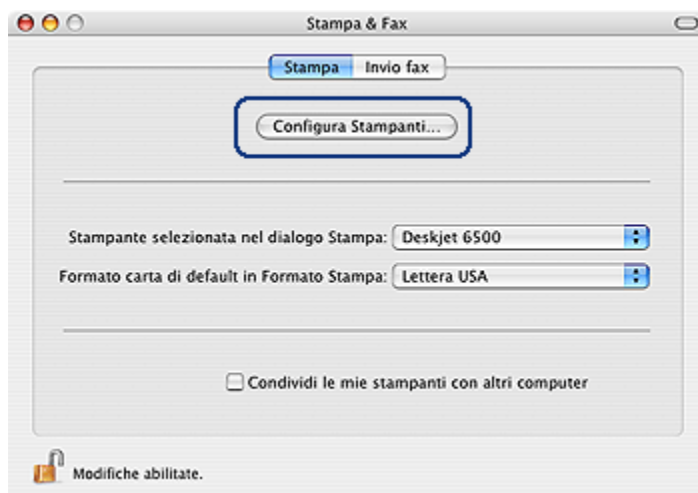 Stampa & Fax
Stampa Invio fax
Configura Stampanti...
Stampante selezionata nel dialogo Stampa: Deskjet 6500
Formato carta di default in Formato Stampa: Lettera USA
Condividi le mie stampanti con altri computer
Modifiche abilitate.